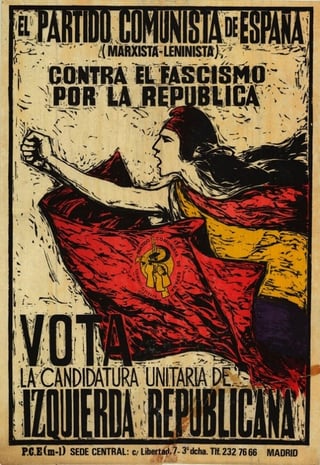 EL PARTIDO COMUNISTA DE ESPAÑA
(MARXISTA-LENINISTA)
CONTRA EL FASCISMO
POR LA REPUBLICA
PR
VOTA
LA CANDIDATURA UNITARIA DE
IZQUIERDA REPUBLICANA
P.C.E (m-l) SEDE CENTRAL: c/ Libertad, 7-3º dcha. Tlf. 232 76 66 MADRID